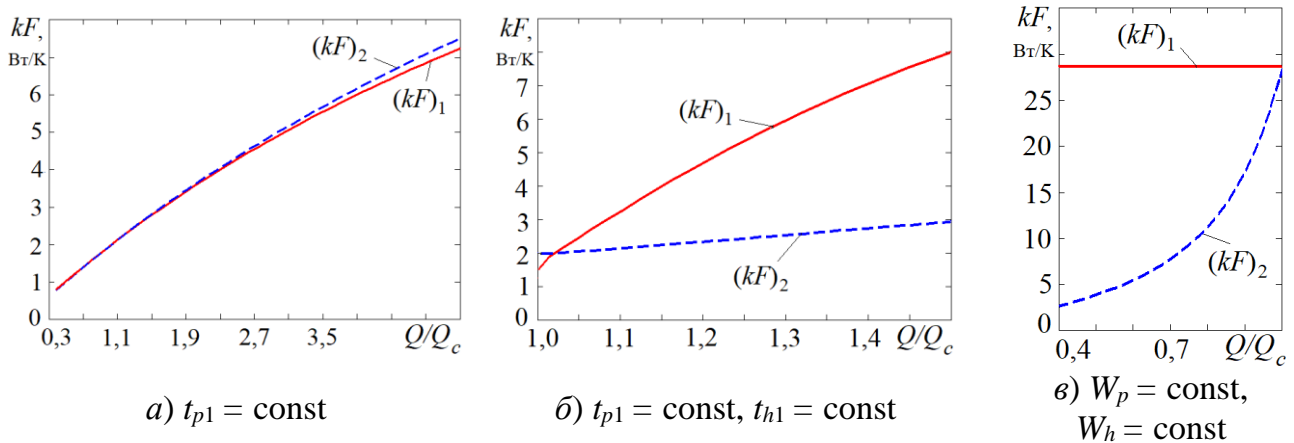 kF,
Вт/К
7
6
5
4
3
2
1
0
0,3 1,1 1,9 2,7 3,5 Q/Qc
(kF)2
(kF)1
а) tp1 = const
kF,
Вт/К
7
6
5
4
3
2
1
0
1,0 1,1 1,2 1,3 1,4 Q/Qc
(kF)1
(kF)2
б) tp1 = const, th1 = const
kF,
Вт/К
25
20
15
10
5
0
0,4 0,7 Q/Qc
(kF)1
(kF)2
в) Wp = const,
Wh = const